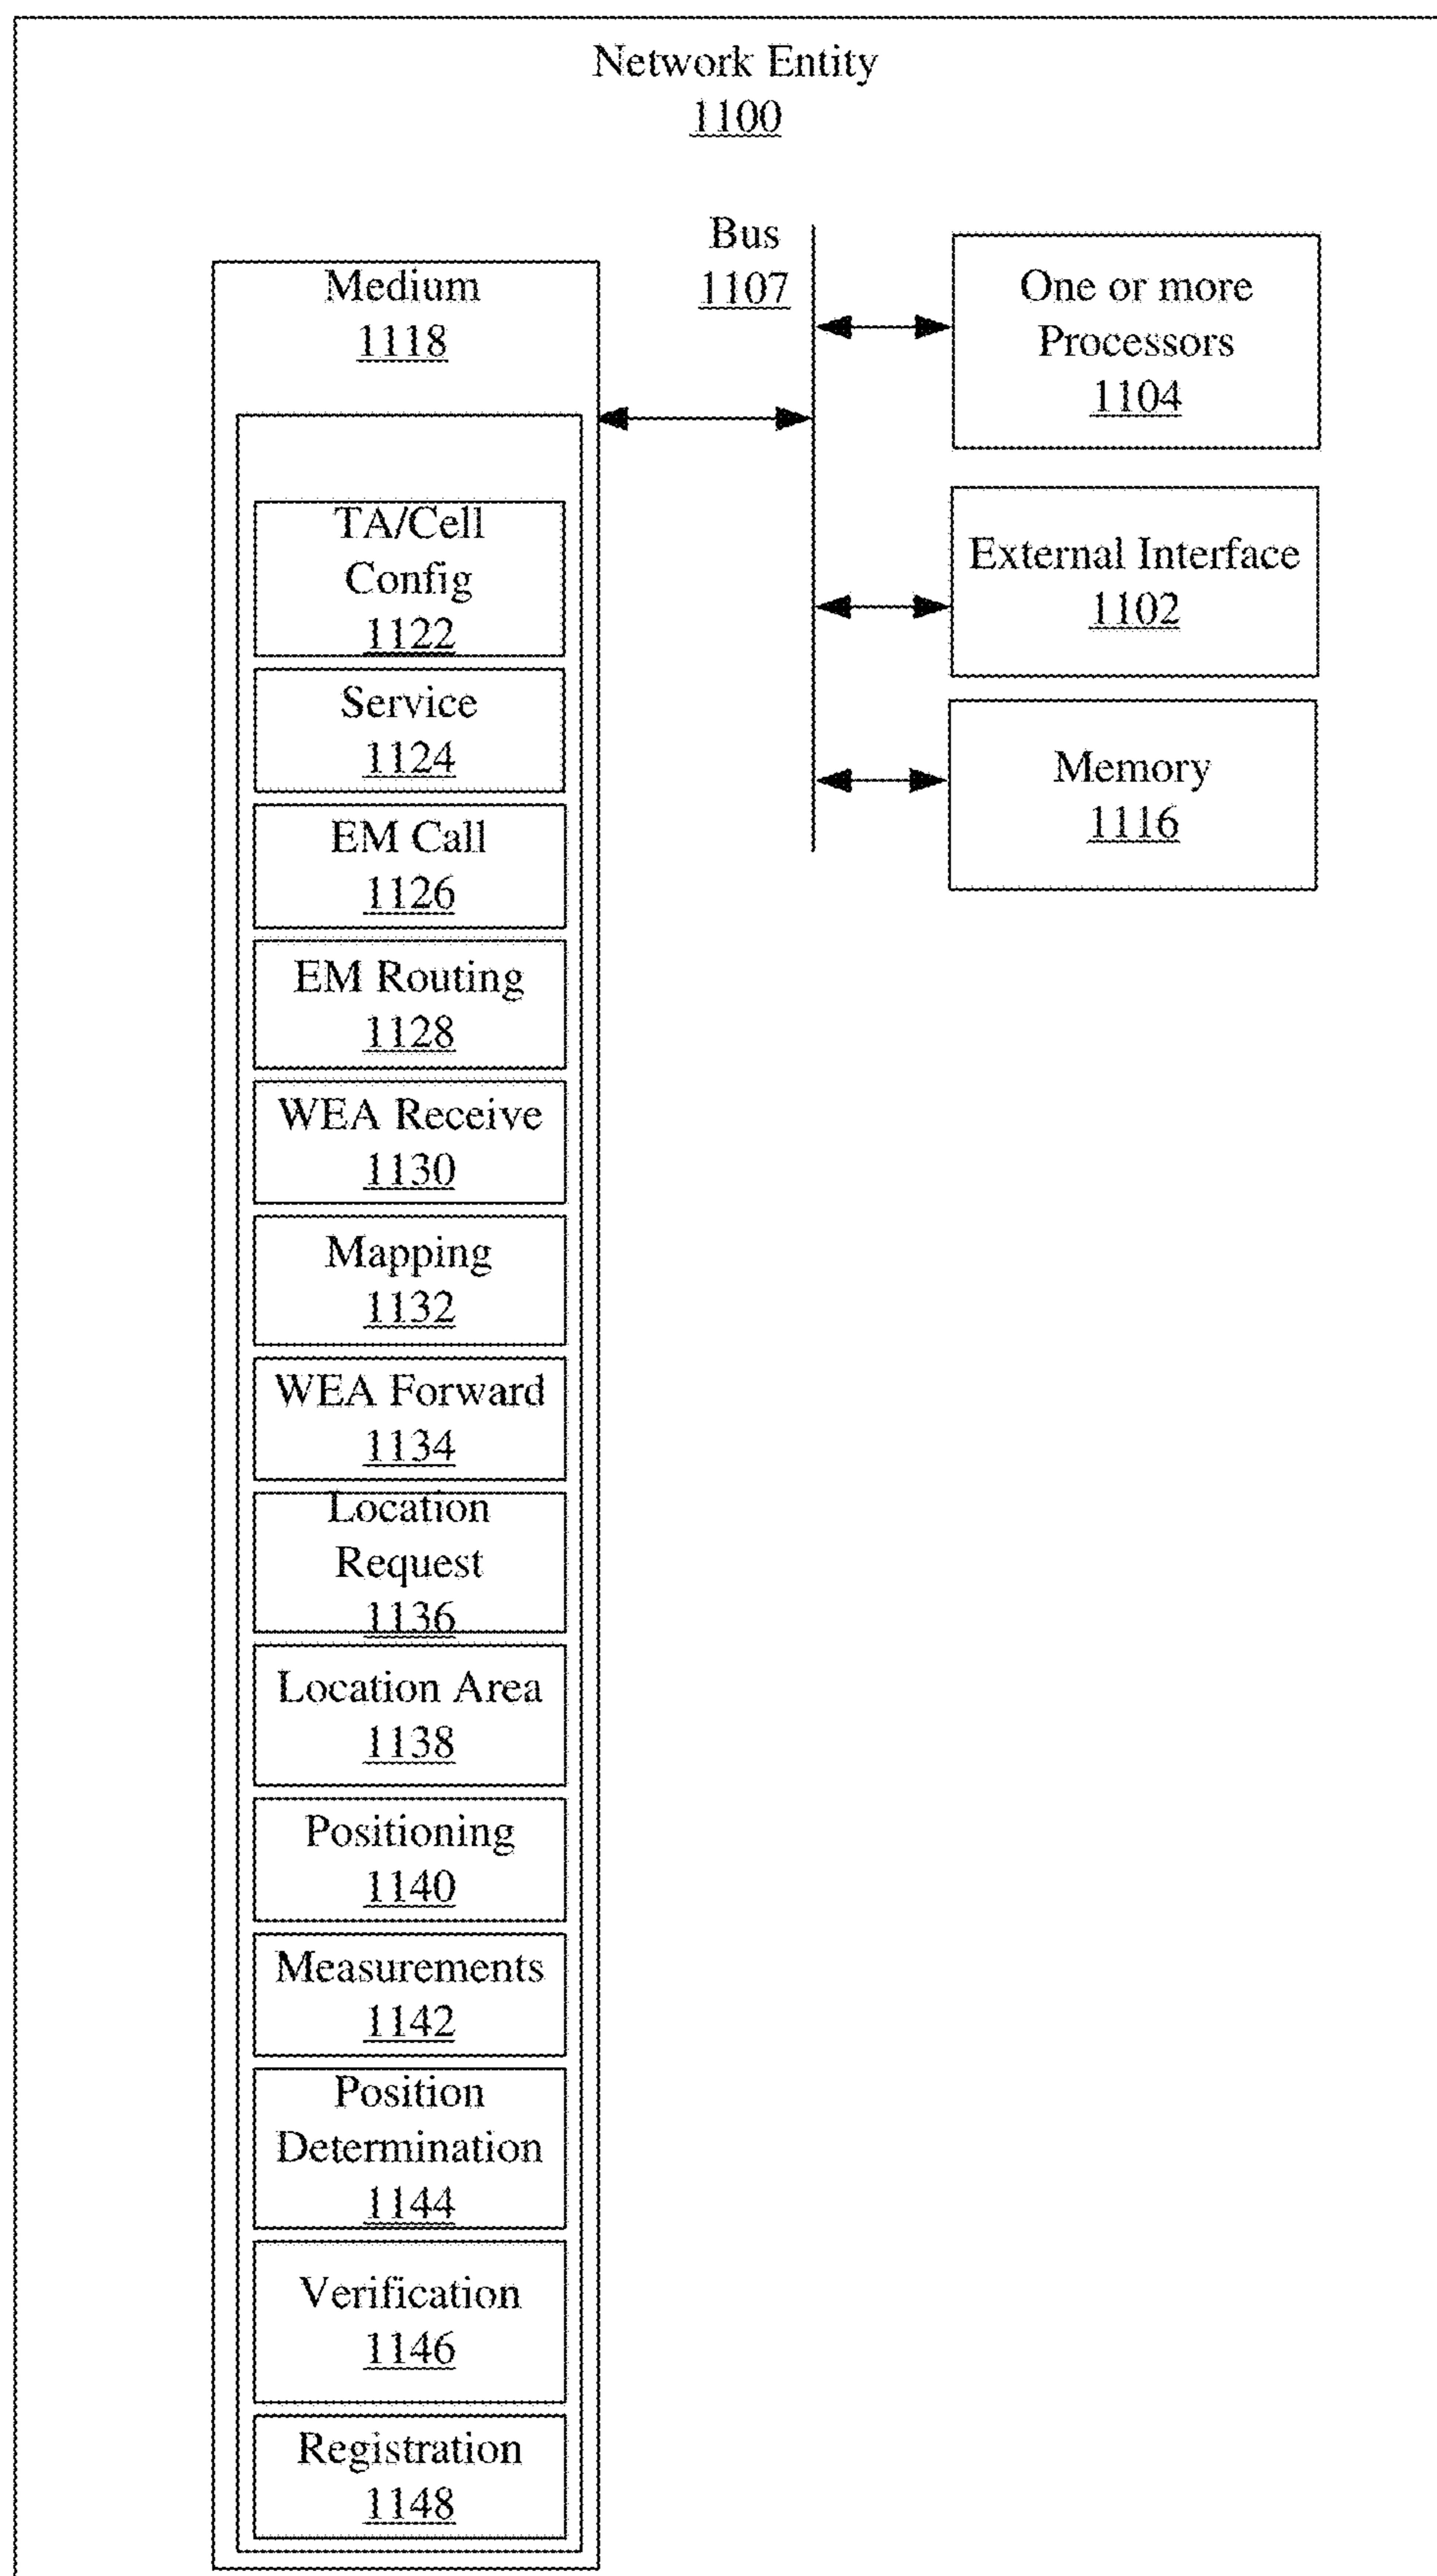 Network Entity
1100
Bus
1107
Medium
1118
One or more
Processors
1104
External Interface
1102
Memory
1116
TA/Cell
Config
1122
Service
1124
EM Call
1126
EM Routing
1128
WEA Receive
1130
Mapping
1132
WEA Forward
1134
Location
Request
1136
Location Area
1138
Positioning
1140
Measurements
1142
Position
Determination
1144
Verification
1146
Registration
1148